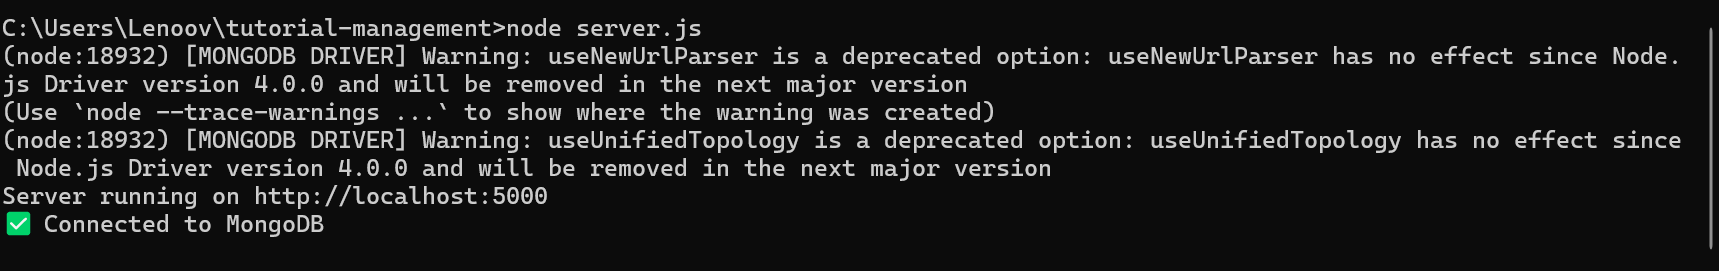 C:\Users\Lenoov\tutorial-management>node server.js
(node:18932) [MONGODB DRIVER] Warning: useNewUrlParser is a deprecated option: useNewUrlParser has no effect since Node.
js Driver version 4.0.0 and will be removed in the next major version
(Use `node --trace-warnings ...` to show where the warning was created)
(node:18932) [MONGODB DRIVER] Warning: useUnifiedTopology is a deprecated option: useUnifiedTopology has no effect since
 Node.js Driver version 4.0.0 and will be removed in the next major version
Server running on http://localhost:5000
✅ Connected to MongoDB